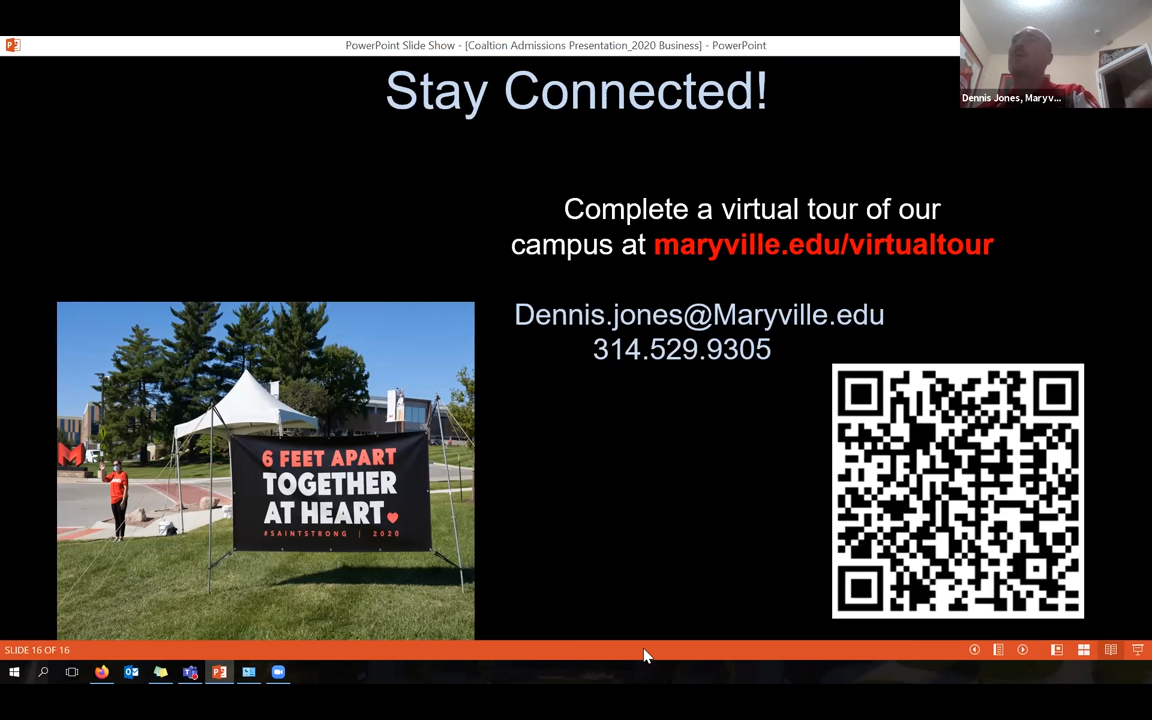 PowerPoint Slide Show - [Coaltion Admissions Presentation_2020 Business] - PowerPoint
Dennis Jones, Maryv...
Stay Connected!
Complete a virtual tour of our
campus at maryville.edu/virtualtour
Dennis.jones@Maryville.edu
314.529.9305
6 FEET APART
TOGETHER
AT HEART
#SAINTSTRONG | 2020
SLIDE 16 OF 16